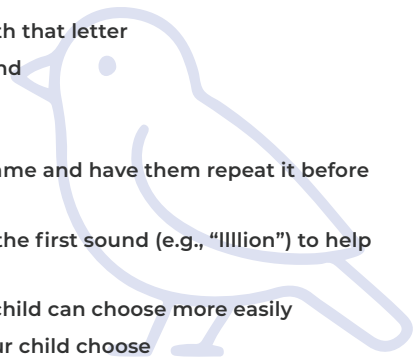 th that letter
nd
ame and have them repeat it before
the first sound (e.g., “lllllion”) to help
child can choose more easily
ur child choose